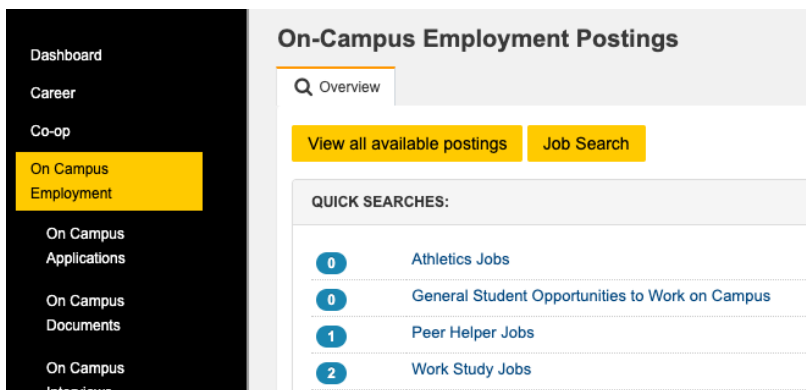 On-Campus Employment Postings
Dashboard
Career
Co-op
On Campus
Employment
On Campus
Applications
On Campus
Documents
On Campus
Overview
View all available postings
Job Search
QUICK SEARCHES:
0 Athletics Jobs
0 General Student Opportunities to Work on Campus
1 Peer Helper Jobs
2 Work Study Jobs